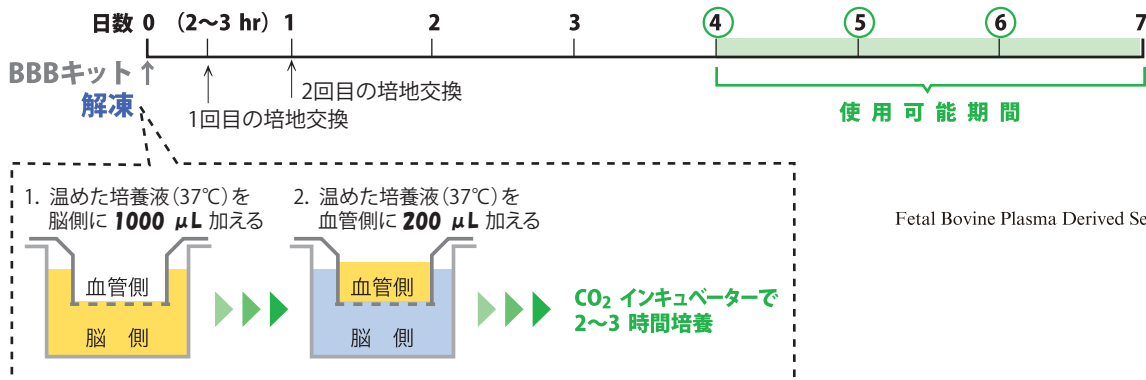 日数 0 (2〜3 hr) 1 2 3 4 5 6 7
BBBキット ↑
解凍
1回目の培地交換
2回目の培地交換
使用可能期間
1. 温めた培養液(37℃)を
脳側に 1000 μL 加える
血管側
脳 側
2. 温めた培養液(37℃)を
血管側に 200 μL 加える
血管側
脳 側
CO₂ インキュベーターで
2〜3 時間培養
Fetal Bovine Plasma Derived Se